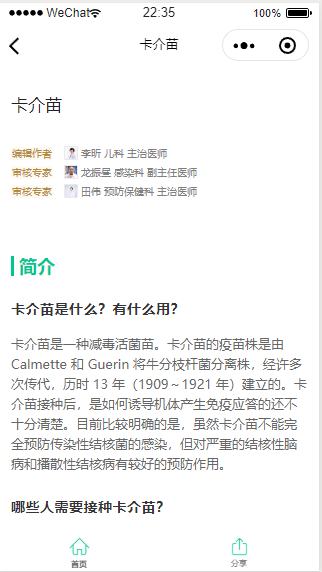 WeChat 22:35 100%
卡介苗
卡介苗
编辑作者 李昕 儿科 主治医师
审核专家 龙振昼 感染科 副主任医师
审核专家 田伟 预防保健科 主治医师
简介
卡介苗是什么？有什么用？
卡介苗是一种减毒活菌苗。卡介苗的疫苗株是由
Calmette 和 Guerin 将牛分枝杆菌分离株，经许多
次传代，历时 13 年（1909～1921 年）建立的。卡
介苗接种后，是如何诱导机体产生免疫应答的还不
十分清楚。目前比较明确的是，虽然卡介苗不能完
全预防传染性结核菌的感染，但对严重的结核性脑
病和播散性结核病有较好的预防作用。
哪些人需要接种卡介苗？
首页 分享